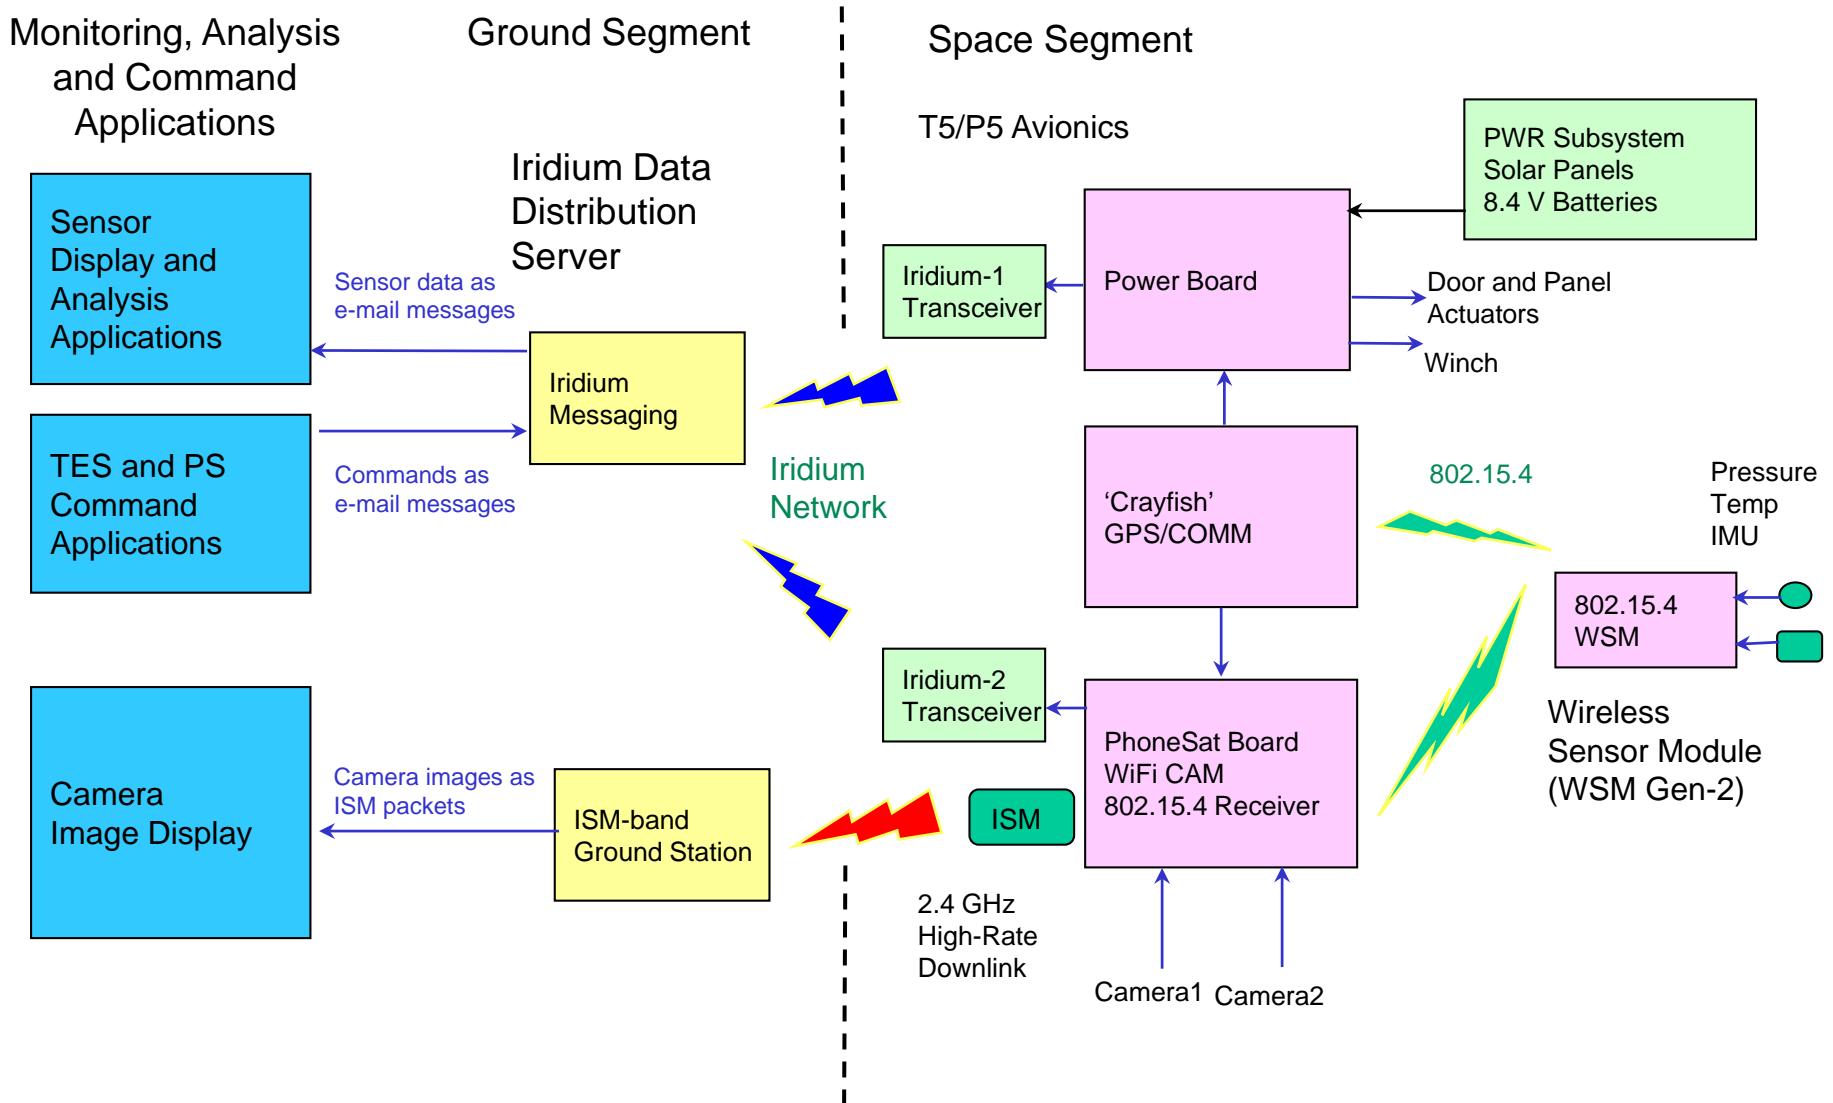 Monitoring, Analysis
and Command
Applications
Ground Segment
Space Segment
T5/P5 Avionics
Iridium Data
Distribution
Server
Sensor
Display and
Analysis
Applications
Sensor data as
e-mail messages
TES and PS
Command
Applications
Commands as
e-mail messages
Iridium
Messaging
Iridium
Network
Camera
Image Display
Camera images as
ISM packets
ISM-band
Ground Station
PWR Subsystem
Solar Panels
8.4 V Batteries
Iridium-1
Transceiver
Power Board
Door and Panel
Actuators
Winch
‘Crayfish’
GPS/COMM
802.15.4
Pressure
Temp
IMU
802.15.4
WSM
Wireless
Sensor Module
(WSM Gen-2)
Iridium-2
Transceiver
PhoneSat Board
WiFi CAM
802.15.4 Receiver
ISM
2.4 GHz
High-Rate
Downlink
Camera1
Camera2